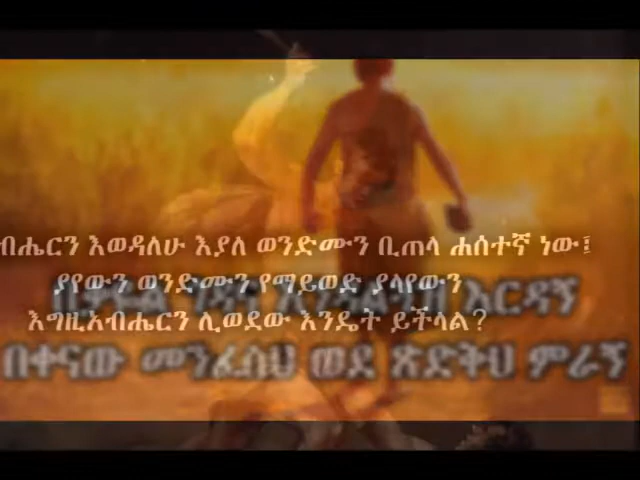 ብሔርን እወዳለሁ እያለ ወንድሙን ቢጠላ ሐሰተኛ ነው፤
ያየውን ወንድሙን የማይወድ ያላየውን
እርዳኝ
እግዚአብሔርን ሊወደው እንዴት ይችላል?
በቀናው መንፈስህ ወደ ጽድቅህ ምራኝ